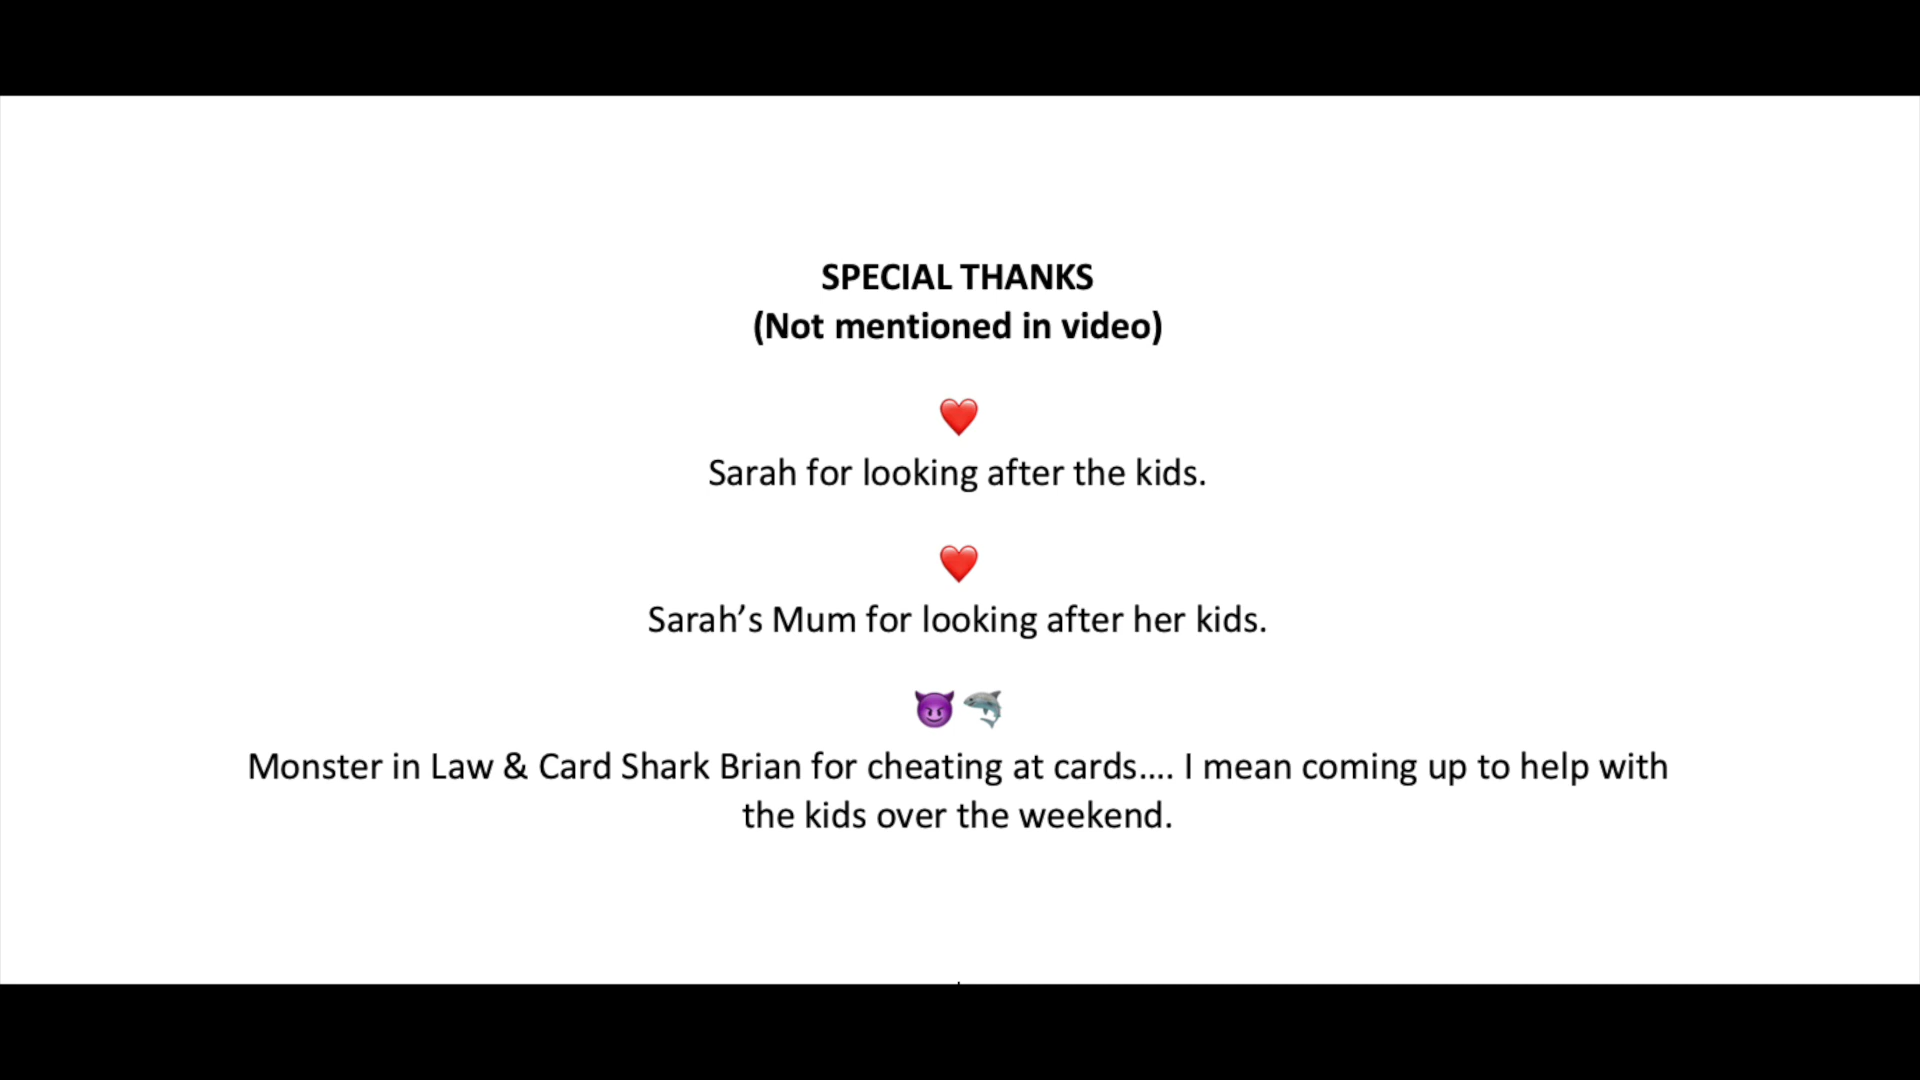 SPECIAL THANKS
(Not mentioned in video)
❤️
Sarah for looking after the kids.
❤️
Sarah’s Mum for looking after her kids.
😈🦈
Monster in Law & Card Shark Brian for cheating at cards.... I mean coming up to help with
the kids over the weekend.